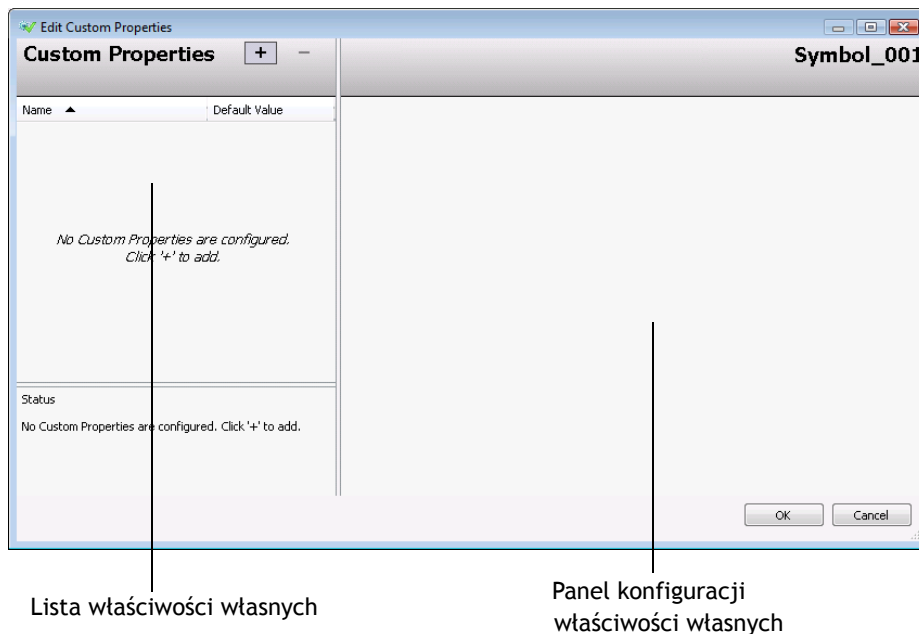 Edit Custom Properties
Custom Properties + −
Symbol_001
Name Default Value
No Custom Properties are configured.
Click '+' to add.
Status
No Custom Properties are configured. Click '+' to add.
OK Cancel
Lista właściwości własnych
Panel konfiguracji
właściwości własnych